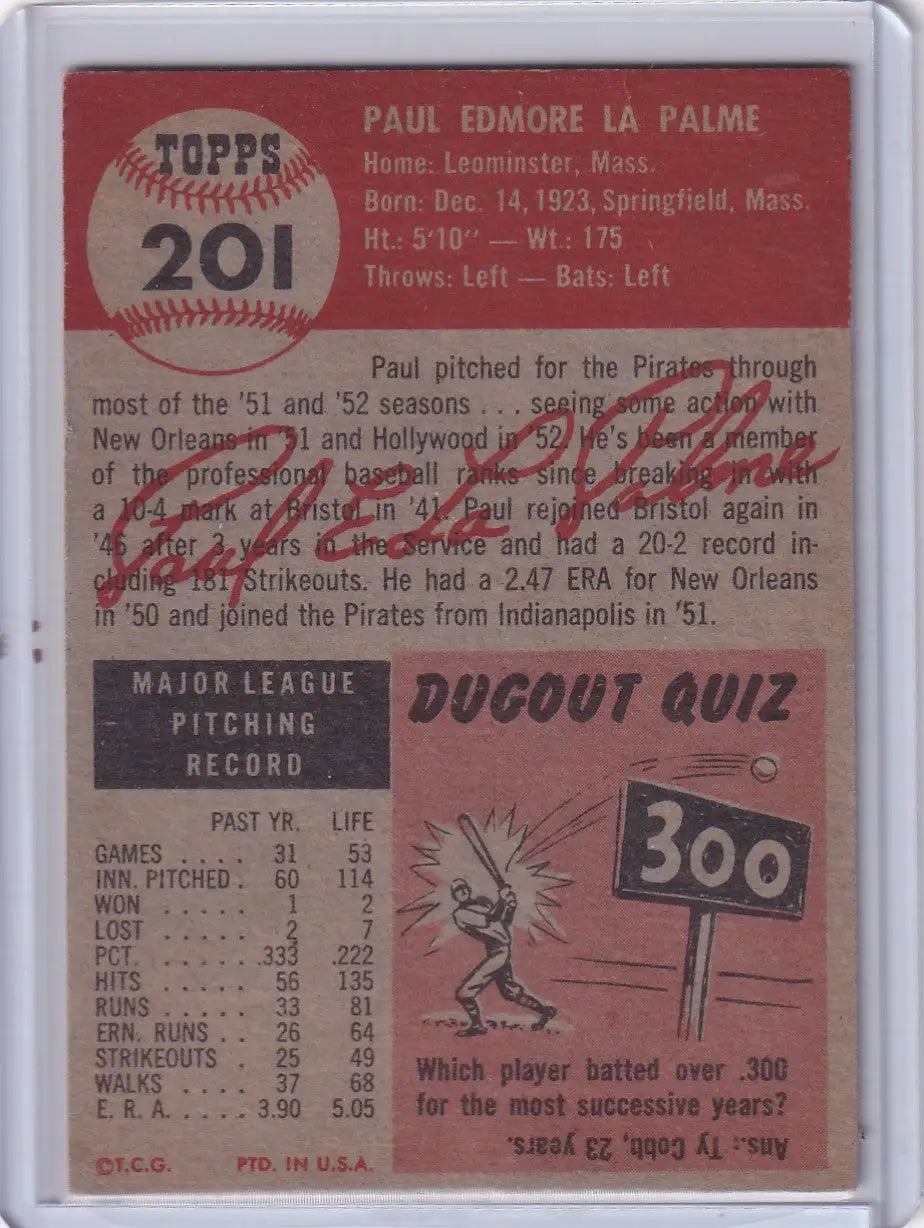 TOPPS
201
PAUL EDMORE LA PALME
Home: Leominster, Mass.
Born: Dec. 14, 1923, Springfield, Mass.
Ht.: 5'10" — Wt.: 175
Throws: Left — Bats: Left
Paul pitched for the Pirates through
most of the '51 and '52 seasons . . . seeing some action with
New Orleans in '51 and Hollywood in '52. He's been a member
of the professional baseball ranks since breaking in with
a 10-4 mark at Bristol in '41. Paul rejoined Bristol again in
'46 after 3 years in the Service and had a 20-2 record in-
cluding 181 Strikeouts. He had a 2.47 ERA for New Orleans
in '50 and joined the Pirates from Indianapolis in '51.
Paul E La Palme
MAJOR LEAGUE
PITCHING
RECORD
PAST YR. LIFE
GAMES . . . . 31 53
INN. PITCHED . 60 114
WON . . . . . 1 2
LOST . . . . . 2 7
PCT. . . . . . .333 .222
HITS . . . . . 56 135
RUNS . . . . . 33 81
ERN. RUNS . . 26 64
STRIKEOUTS . 25 49
WALKS . . . . 37 68
E. R. A. . . . . 3.90 5.05
©T.C.G. PTD. IN U.S.A.
DUGOUT QUIZ
300
Which player batted over .300
for the most successive years?
Ans.: Ty Cobb, 23 years.